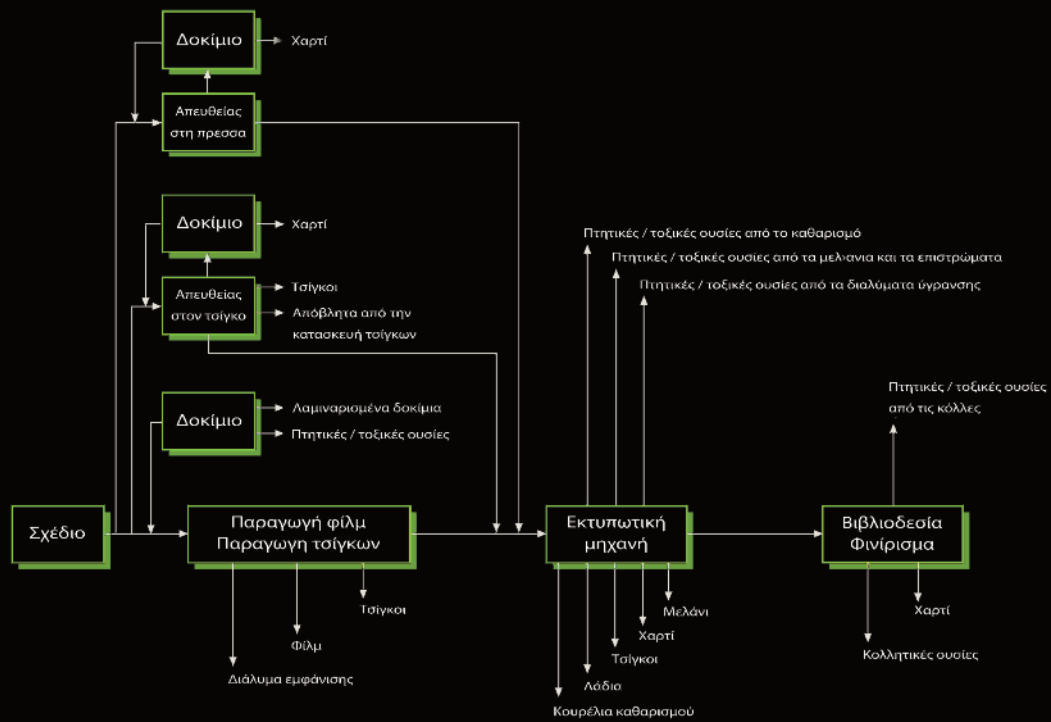 Δοκίμιο
Χαρτί
Απευθείας
στη πρεσσα
Δοκίμιο
Χαρτί
Απευθείας
στον τσίγκο
Τσίγκοι
Απόβλητα από την
κατασκευή τσίγκων
Δοκίμιο
Λαμιναρισμένα δοκίμια
Πτητικές / τοξικές ουσίες
Πτητικές / τοξικές ουσίες από το καθαρισμό
Πτητικές / τοξικές ουσίες από τα μελ›ανια και τα επιστρώματα
Πτητικές / τοξικές ουσίες από τα διαλύματα ύγρανσης
Πτητικές / τοξικές ουσίες
από τις κόλλες
Σχέδιο
Παραγωγή φίλμ
Παραγωγη τσίγκων
Εκτυπωτική
μηχανή
Βιβλιοδεσία
Φινίρισμα
Τσίγκοι
Φίλμ
Διάλυμα εμφάνισης
Μελάνι
Χαρτί
Τσίγκοι
Λάδια
Κουρέλια καθαρισμού
Χαρτί
Κολλητικές ουσίες